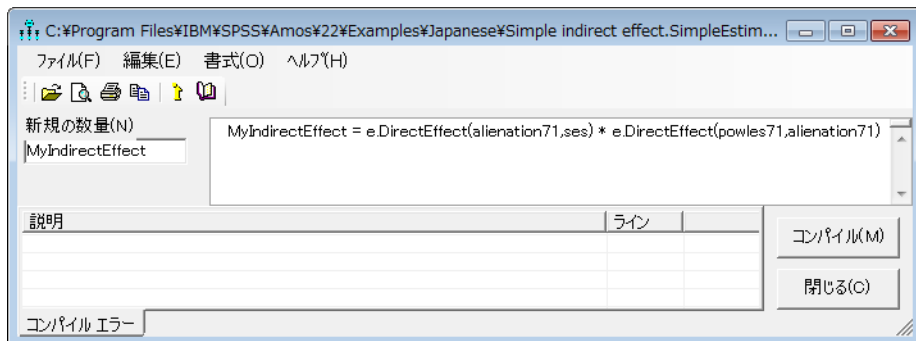 C:¥Program Files¥IBM¥SPSS¥Amos¥22¥Examples¥Japanese¥Simple indirect effect.SimpleEstim...
ファイル(F) 編集(E) 書式(O) ヘルプ(H)
新規の数量(N)
MyIndirectEffect
MyIndirectEffect = e.DirectEffect(alienation71,ses) * e.DirectEffect(powles71,alienation71)
説明 ライン
コンパイル(M)
閉じる(C)
コンパイル エラー